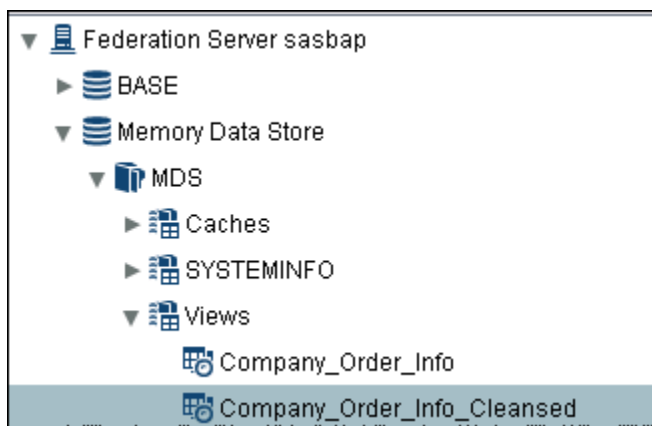 Federation Server sasbap
BASE
Memory Data Store
MDS
Caches
SYSTEMINFO
Views
Company_Order_Info
Company_Order_Info_Cleansed